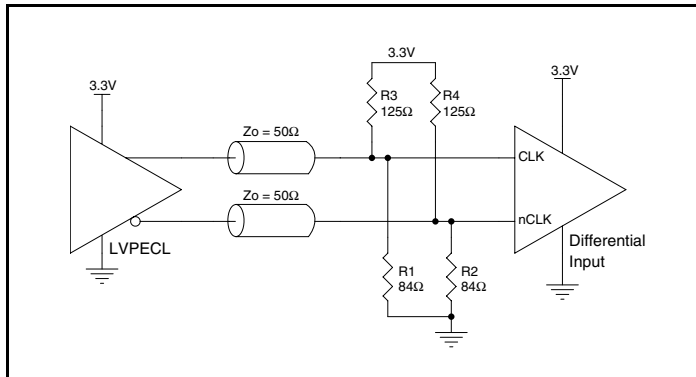 3.3V
3.3V
3.3V
R3
125Ω
R4
125Ω
Zo = 50Ω
CLK
Zo = 50Ω
nCLK
LVPECL
Differential
Input
R1
84Ω
R2
84Ω